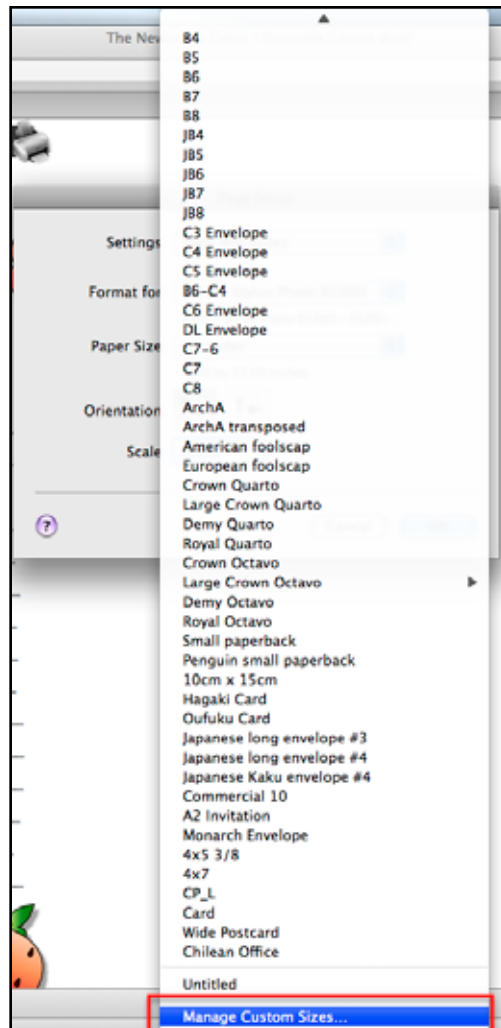 The New
B4
B5
B6
B7
B8
JB4
JB5
JB6
JB7
JB8
Settings
C3 Envelope
C4 Envelope
C5 Envelope
Format for
B6-C4
C6 Envelope
DL Envelope
Paper Size
C7-6
C7
C8
Orientation
ArchA
ArchA transposed
American foolscap
Scale
European foolscap
Crown Quarto
Large Crown Quarto
?
Demy Quarto
Royal Quarto
Crown Octavo
Large Crown Octavo
Demy Octavo
Royal Octavo
Small paperback
Penguin small paperback
10cm x 15cm
Hagaki Card
Oufuku Card
Japanese long envelope #3
Japanese long envelope #4
Japanese Kaku envelope #4
Commercial 10
A2 Invitation
Monarch Envelope
4x5 3/8
4x7
CP_L
Card
Wide Postcard
Chilean Office
Untitled
Manage Custom Sizes...